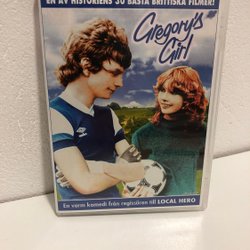 EN AV HISTORIENS 30 BÄSTA BRITTISKA FILMER!
Gregory's
Girl
En varm komedi från regissören till LOCAL HERO